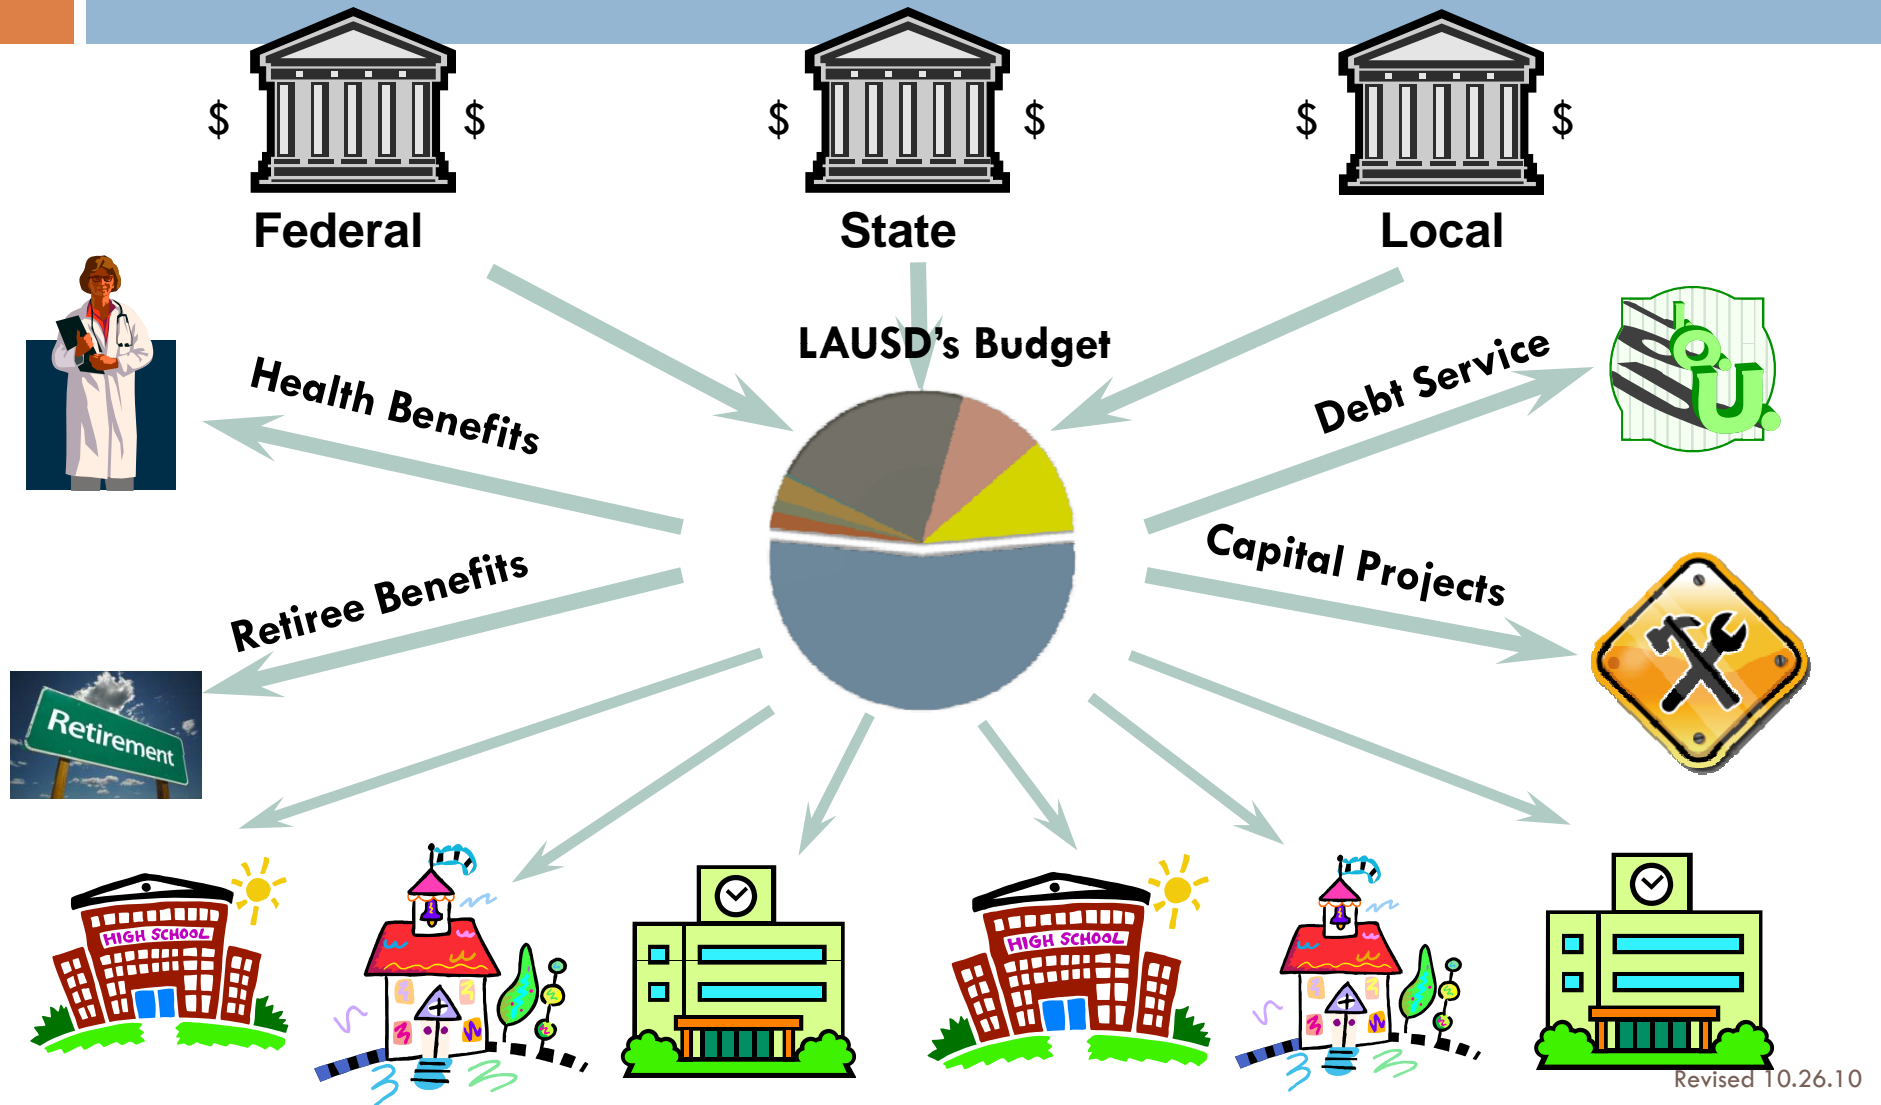 $ $ $ $ $ $
Federal State Local
LAUSD's Budget
Health Benefits
Debt Service
I.O.U.
Retiree Benefits
Capital Projects
Retirement
HIGH SCHOOL
HIGH SCHOOL
Revised 10.26.10